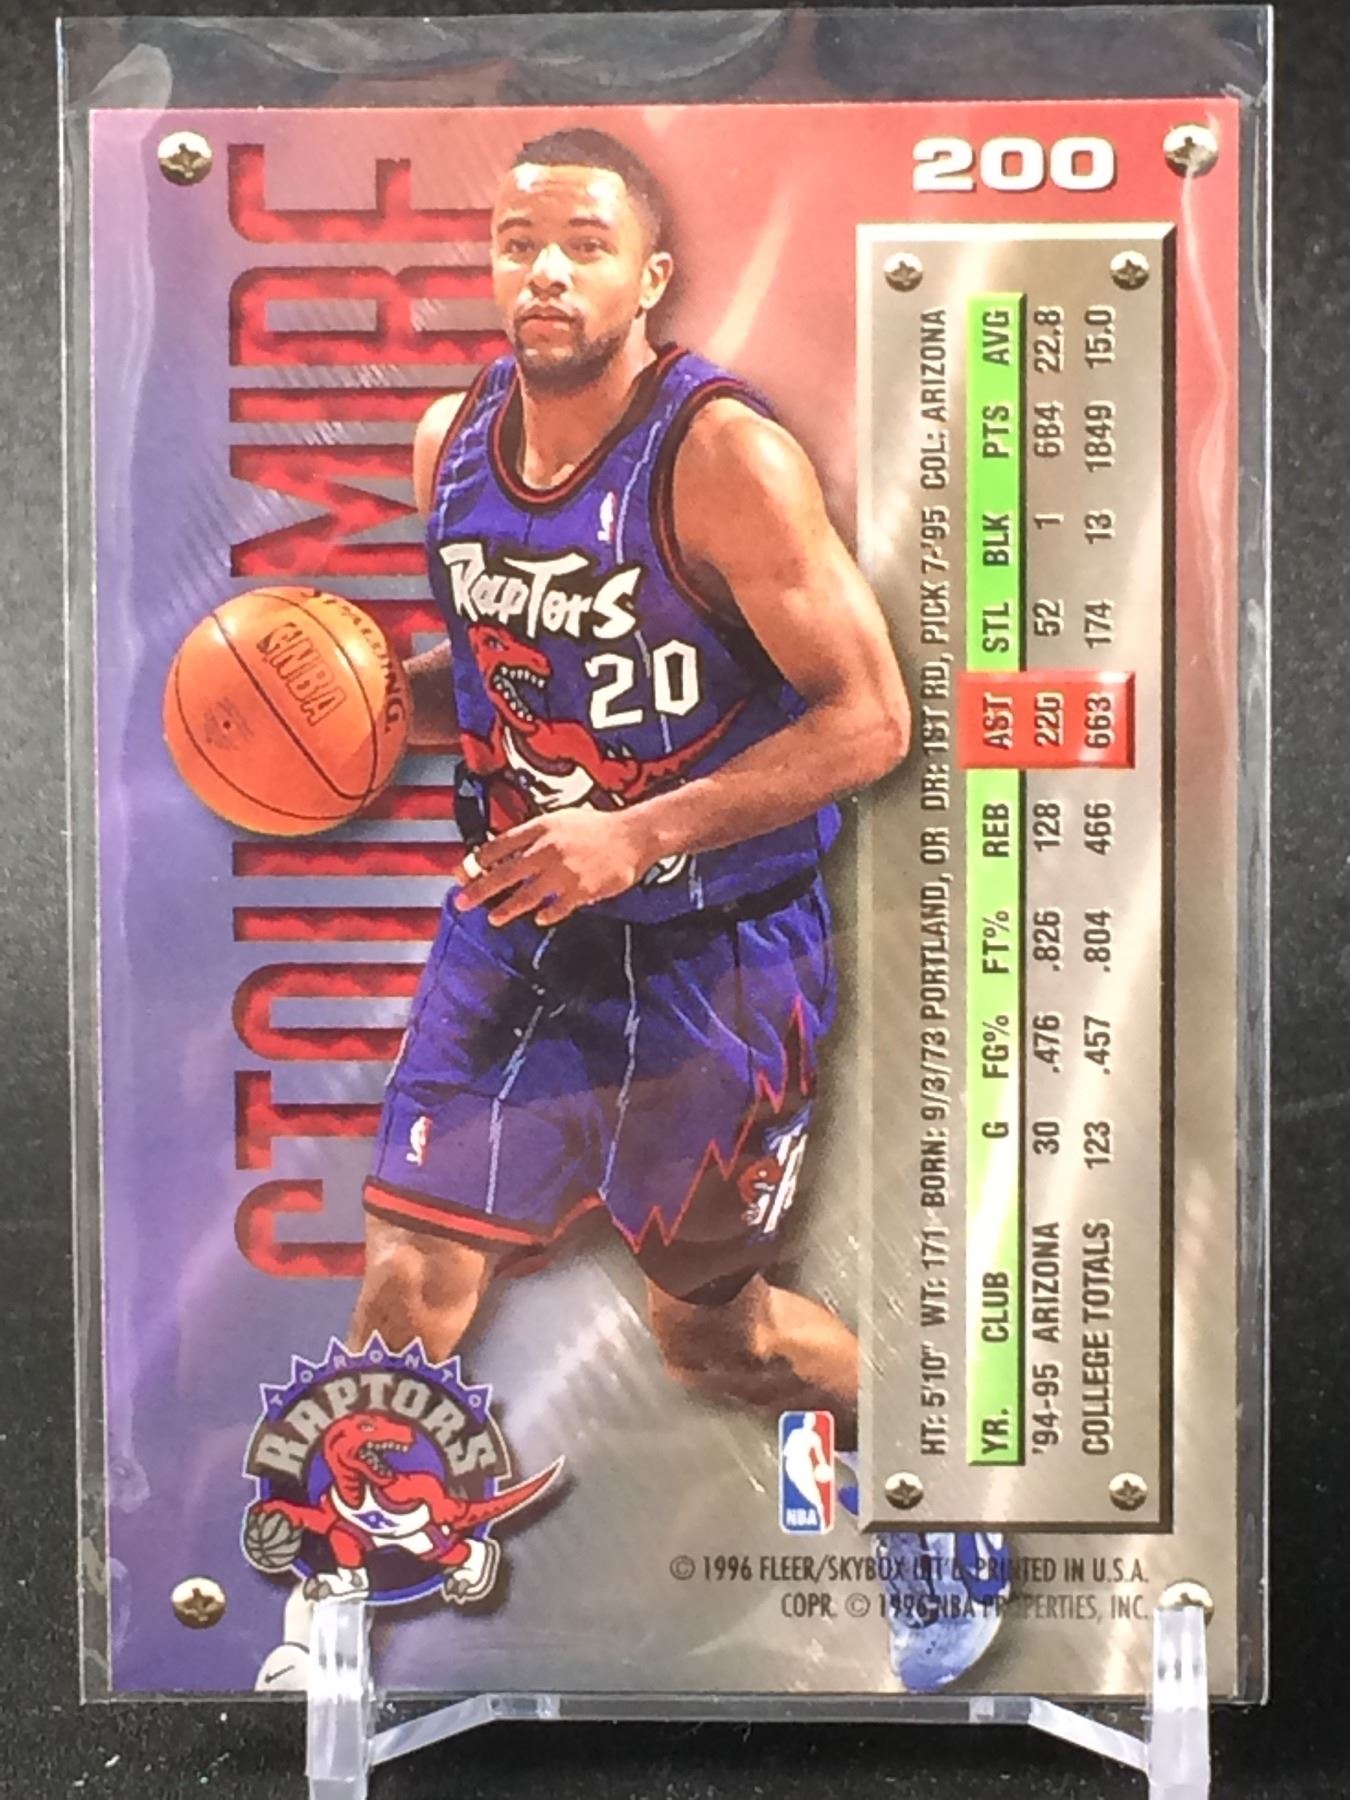 200
STOUDAMIRE
SPALDING
NBA
RAPTORS
20
HT: 5'10" WT: 171 BORN: 9/3/73 PORTLAND, OR DR: 1ST RD, PICK 7-'95 COL: ARIZONA
YR. CLUB G FG% FT% REB AST STL BLK PTS AVG
'94-95 ARIZONA 30 .476 .826 128 220 52 1 684 22.8
COLLEGE TOTALS 123 .457 .804 466 663 174 13 1849 15.0
TORONTO
RAPTORS
NBA
© 1996 FLEER/SKYBOX INT'L. PRINTED IN U.S.A.
COPR. © 1996 NBA PROPERTIES, INC.